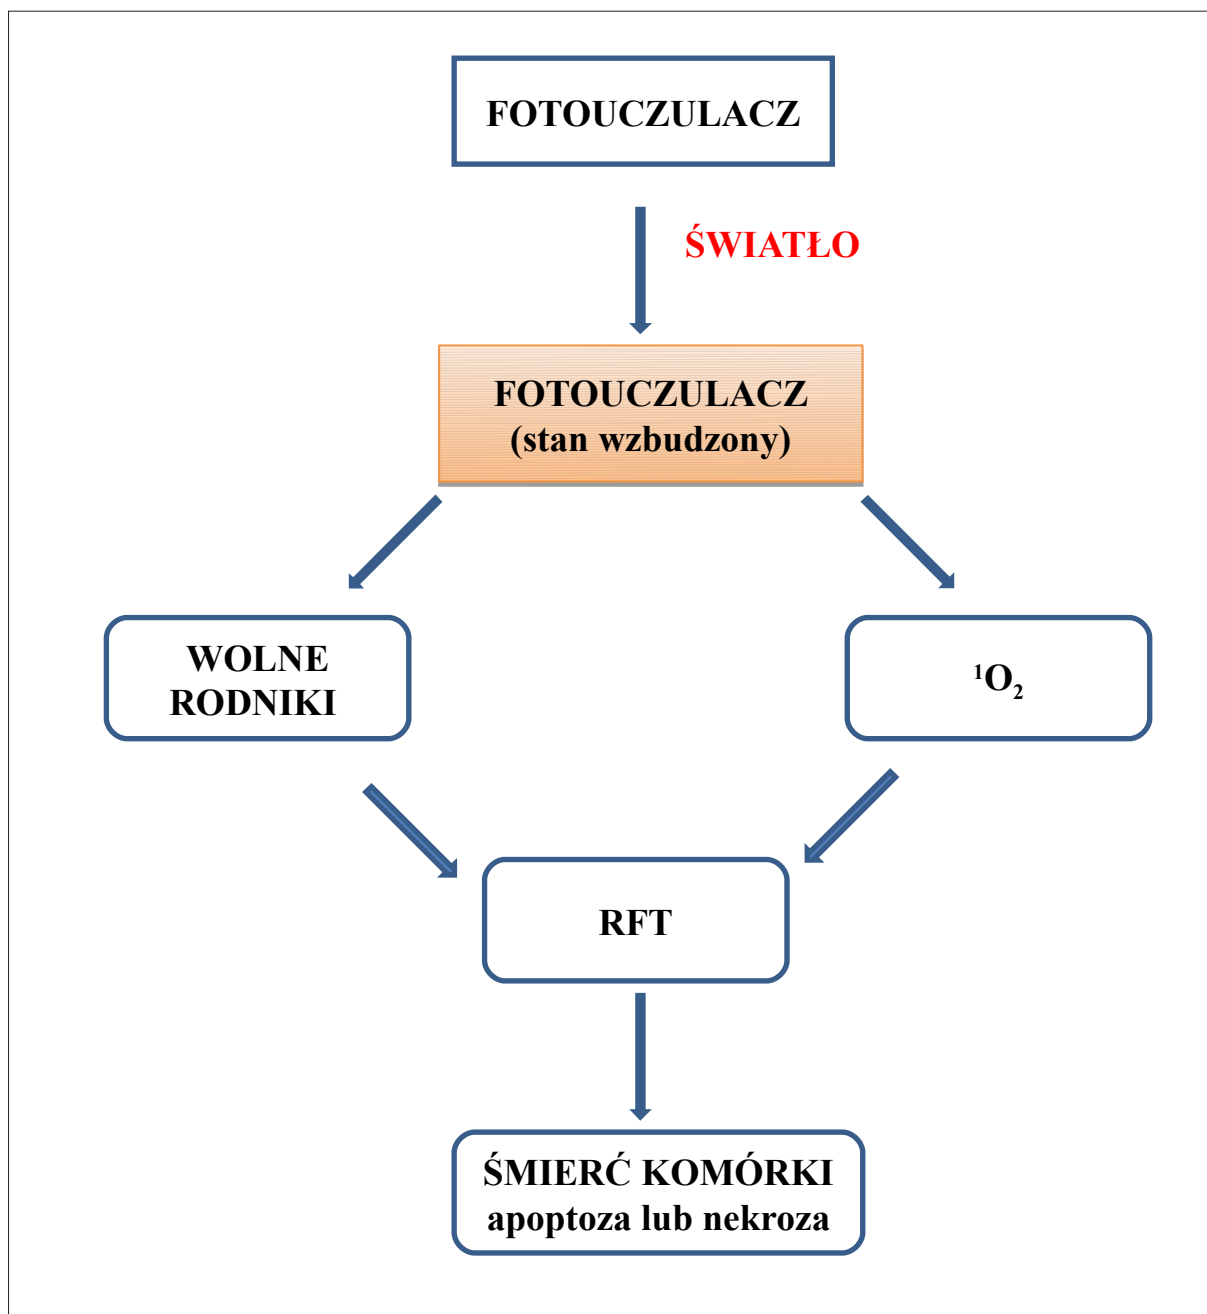 FOTOUCZULACZ
ŚWIATŁO
FOTOUCZULACZ
(stan wzbudzony)
WOLNE
RODNIKI
¹O₂
RFT
ŚMIERĆ KOMÓRKI
apoptoza lub nekroza